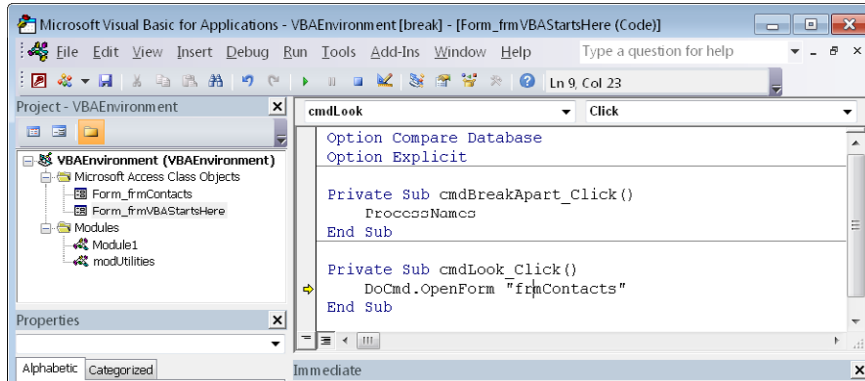 Microsoft Visual Basic for Applications - VBAEnvironment [break] - [Form_frmVBAStartsHere (Code)]
File Edit View Insert Debug Run Tools Add-Ins Window Help Type a question for help
Ln 9, Col 23
Project - VBAEnvironment
cmdLook Click
VBAEnvironment (VBAEnvironment)
Microsoft Access Class Objects
Form_frmContacts
Form_frmVBAStartsHere
Modules
Module1
modUtilities
Option Compare Database
Option Explicit
Private Sub cmdBreakApart_Click()
ProcessNames
End Sub
Private Sub cmdLook_Click()
DoCmd.OpenForm "frmContacts"
End Sub
Properties
Alphabetic Categorized
Immediate